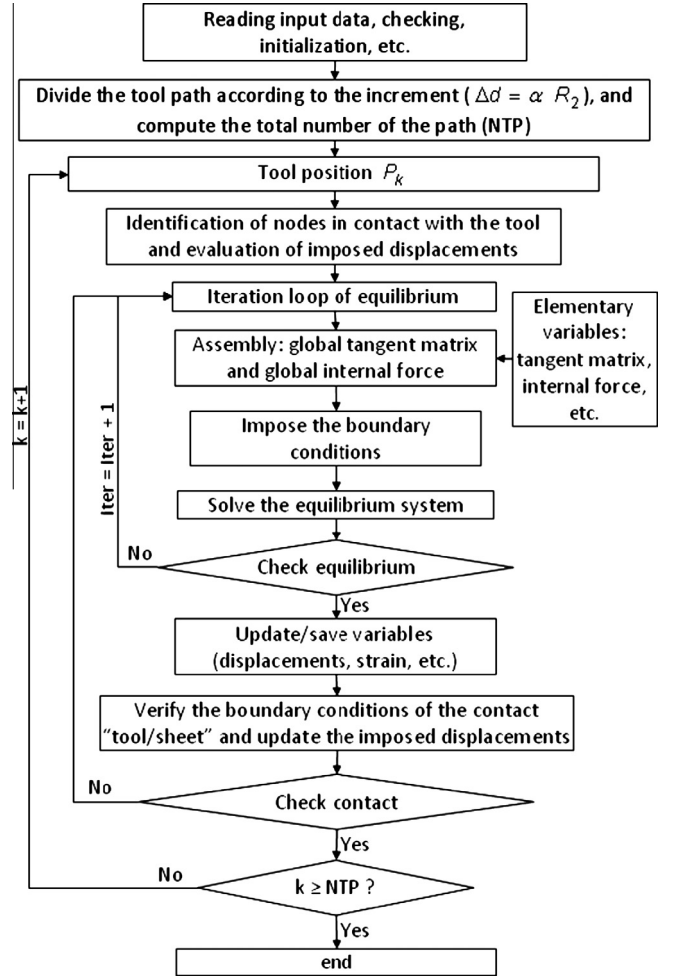 Reading input data, checking,
initialization, etc.
Divide the tool path according to the increment ( Δd = α R₂ ), and
compute the total number of the path (NTP)
Tool position Pₖ
Identification of nodes in contact with the tool
and evaluation of imposed displacements
Iteration loop of equilibrium
Elementary
variables:
tangent matrix,
internal force,
etc.
Assembly: global tangent matrix
and global internal force
k = k+1
Iter = Iter + 1
Impose the boundary
conditions
Solve the equilibrium system
No
Check equilibrium
Yes
Update/save variables
(displacements, strain, etc.)
Verify the boundary conditions of the contact
“tool/sheet” and update the imposed displacements
No
Check contact
Yes
No
k ≥ NTP ?
Yes
end